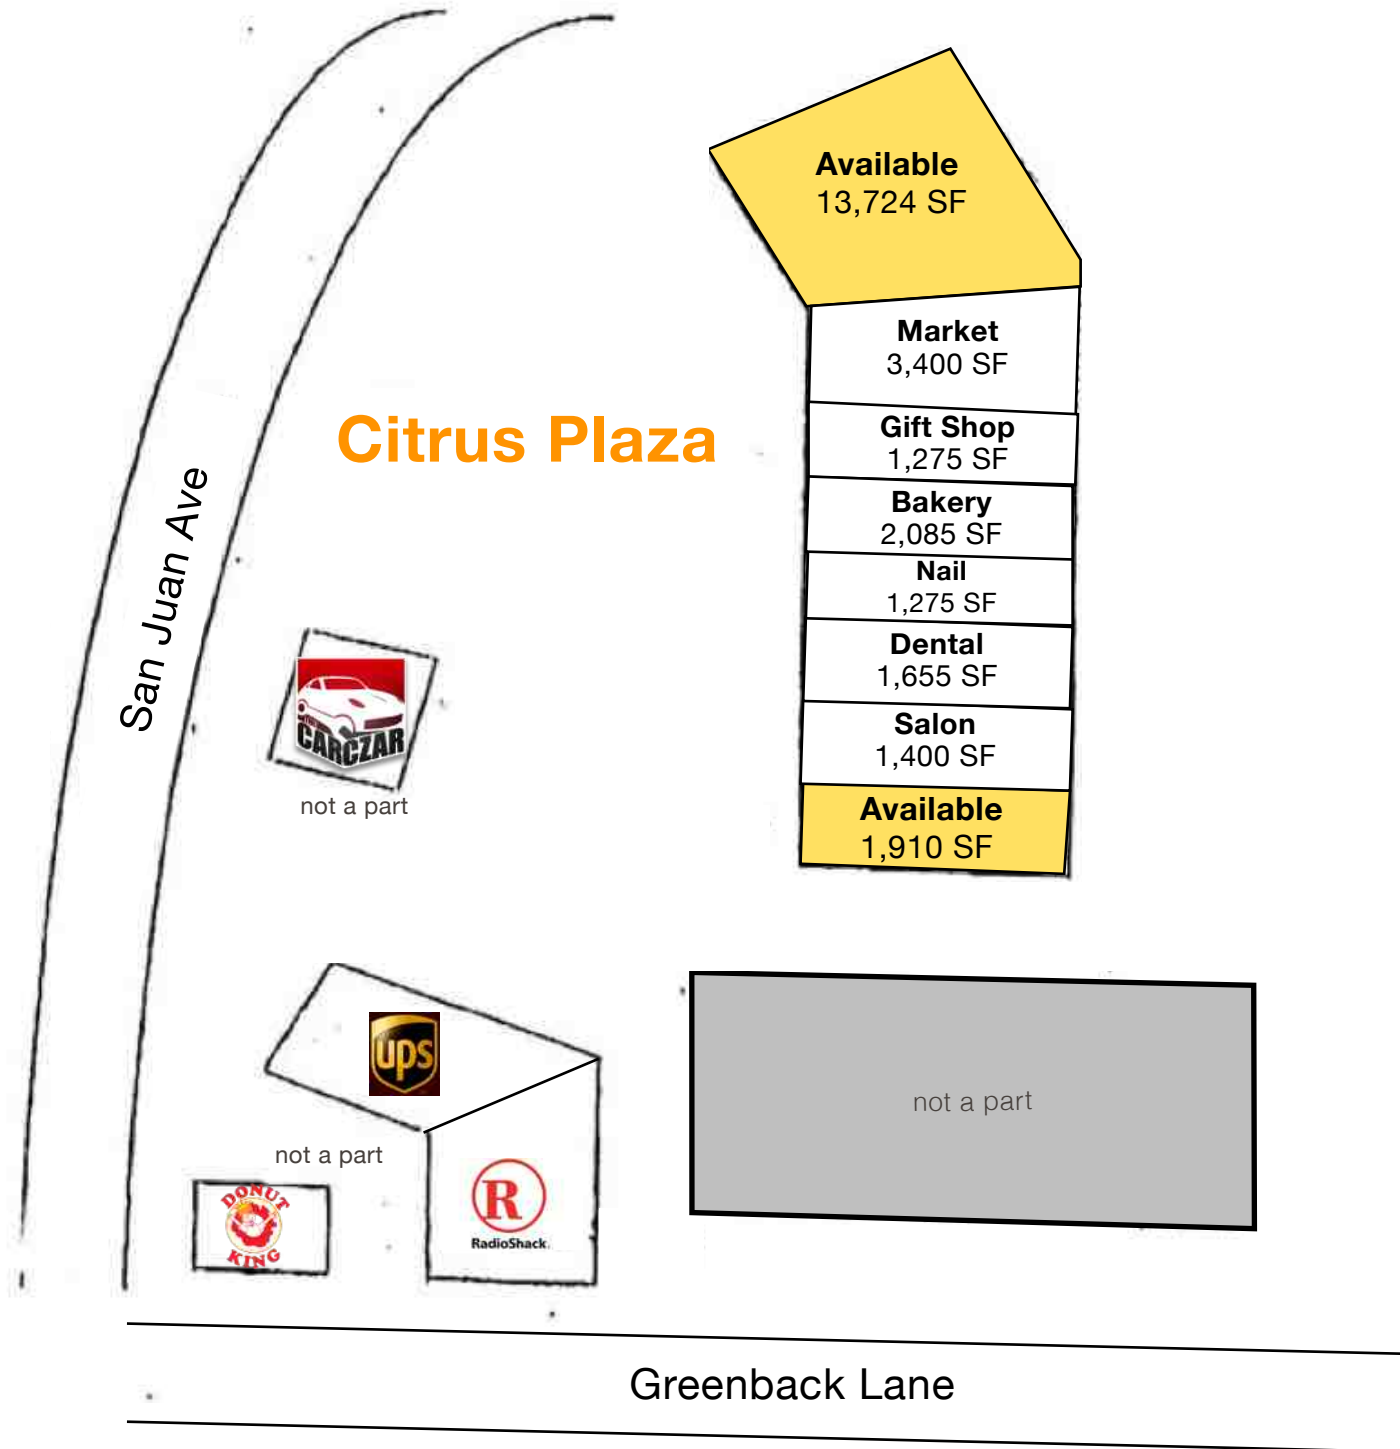 Available
13,724 SF
Market
3,400 SF
Citrus Plaza
Gift Shop
1,275 SF
Bakery
2,085 SF
San Juan Ave
Nail
1,275 SF
Dental
1,655 SF
CARCZAR
not a part
Salon
1,400 SF
Available
1,910 SF
ups
not a part
not a part
DONUT
KING
R
RadioShack.
Greenback Lane